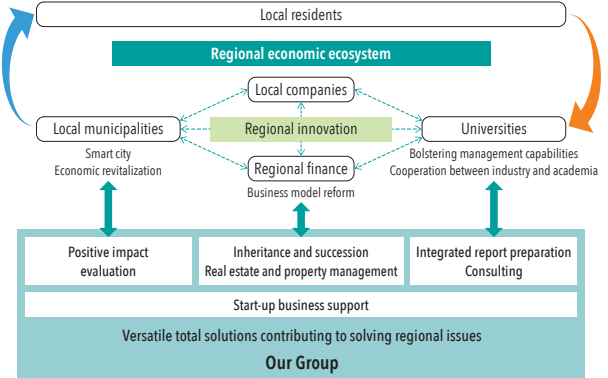 Local residents
Regional economic ecosystem
Local companies
Local municipalities
Regional innovation
Universities
Smart city
Economic revitalization
Regional finance
Business model reform
Bolstering management capabilities
Cooperation between industry and academia
Positive impact
evaluation
Inheritance and succession
Real estate and property management
Integrated report preparation
Consulting
Start-up business support
Versatile total solutions contributing to solving regional issues
Our Group